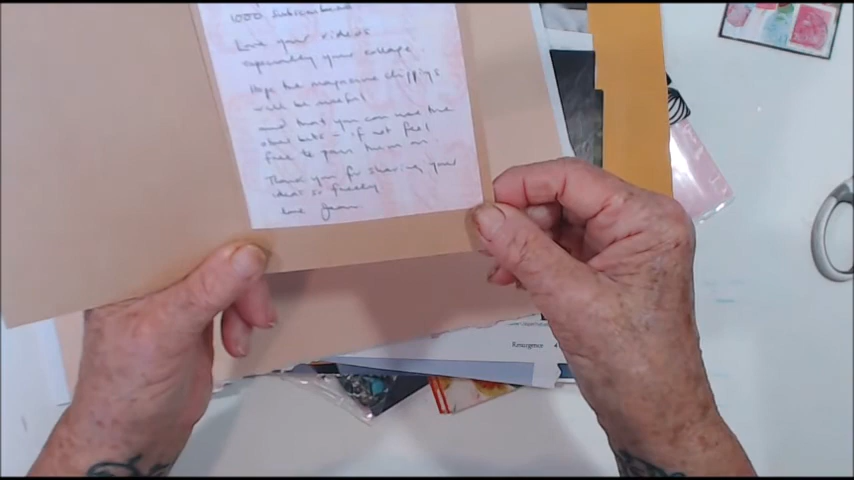 1000 subscribers
Love your videos
especially your collage.
Hope the magazine clippings
will be useful
and that you can use the
other bits – if not feel
free to pass them on.
Thank you for sharing your
ideas so freely
love
Resurgence